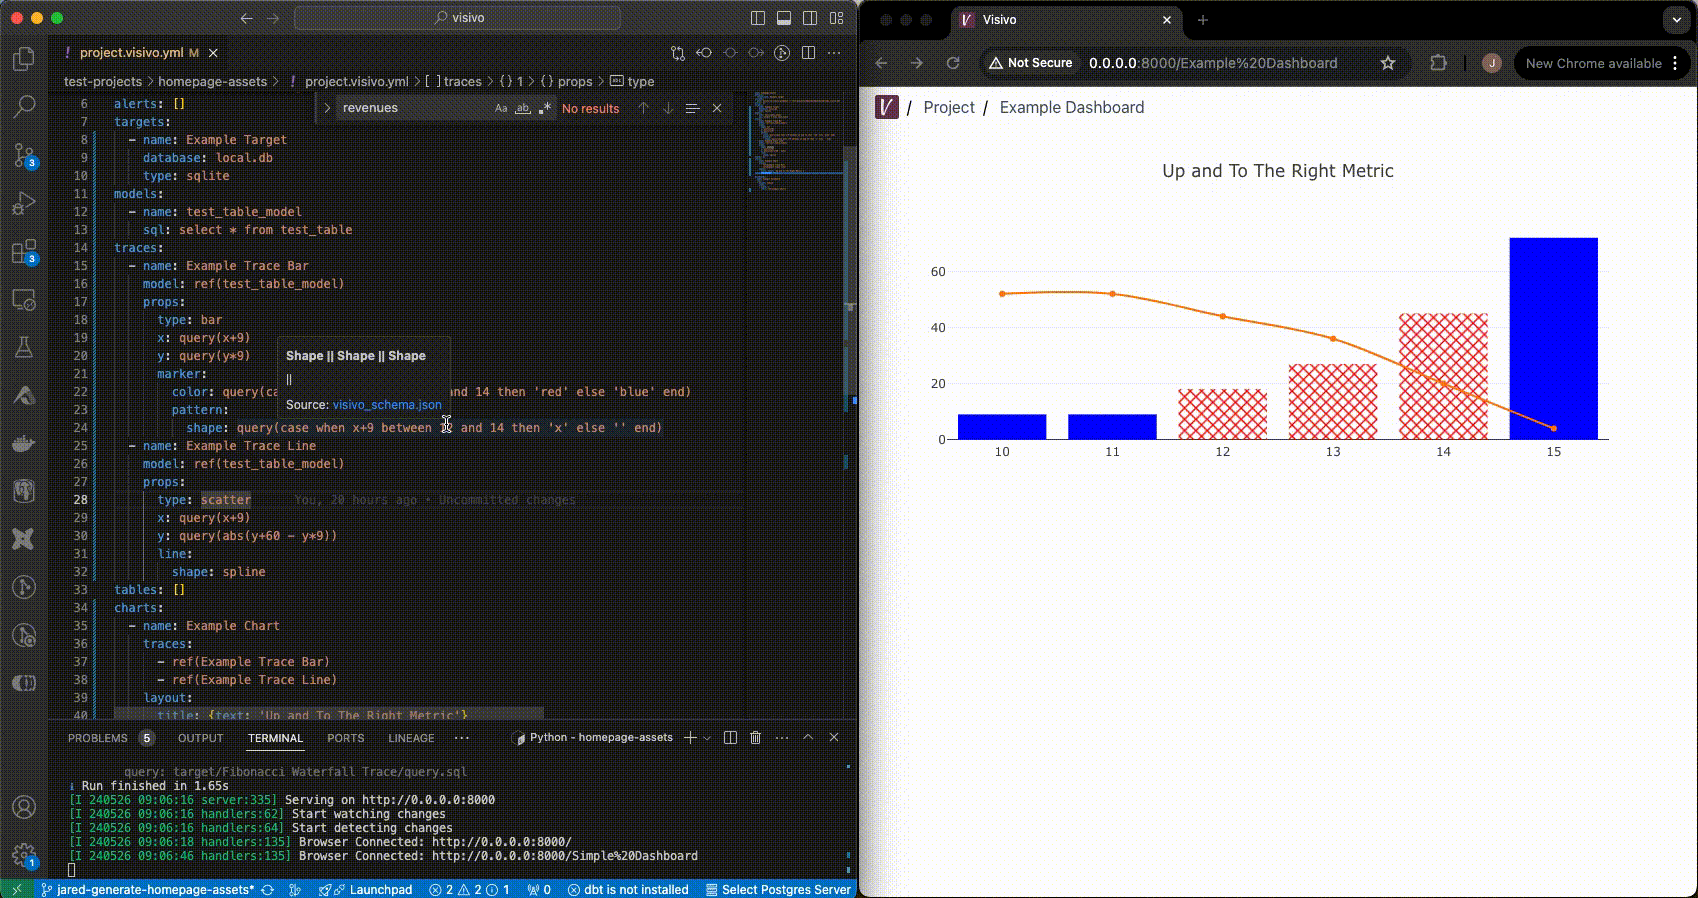 visivo
project.visivo.yml M
test-projects > homepage-assets > ! project.visivo.yml > [ ] traces > { } 1 > { } props > abc type
revenues
Aa ab .* No results
6 alerts: []
7 targets:
8 - name: Example Target
9 database: local.db
10 type: sqlite
11 models:
12 - name: test_table_model
13 sql: select * from test_table
14 traces:
15 - name: Example Trace Bar
16 model: ref(test_table_model)
17 props:
18 type: bar
19 x: query(x+9)
20 y: query(y*9)
21 marker:
22 color: query(ca and 14 then 'red' else 'blue' end)
23 pattern:
24 shape: query(case when x+9 between and 14 then 'x' else '' end)
Shape || Shape || Shape
||
Source: visivo_schema.json
25 - name: Example Trace Line
26 model: ref(test_table_model)
27 props:
28 type: scatter You, 20 hours ago • Uncommitted changes
29 x: query(x+9)
30 y: query(abs(y+60 - y*9))
31 line:
32 shape: spline
33 tables: []
34 charts:
35 - name: Example Chart
36 traces:
37 - ref(Example Trace Bar)
38 - ref(Example Trace Line)
39 layout:
40 title: {text: 'Up and To The Right Metric'}
3
3
1
PROBLEMS 5 OUTPUT TERMINAL PORTS LINEAGE ··· Python - homepage-assets
query: target/Fibonacci Waterfall Trace/query.sql
Run finished in 1.65s
[I 240526 09:06:16 server:335] Serving on http://0.0.0.0:8000
[I 240526 09:06:16 handlers:62] Start watching changes
[I 240526 09:06:16 handlers:64] Start detecting changes
[I 240526 09:06:18 handlers:135] Browser Connected: http://0.0.0.0:8000/
[I 240526 09:06:46 handlers:135] Browser Connected: http://0.0.0.0:8000/Simple%20Dashboard
jared-generate-homepage-assets* Launchpad 2 2 1 0 dbt is not installed Select Postgres Server
Visivo
Not Secure 0.0.0.0:8000/Example%20Dashboard J New Chrome available
V / Project / Example Dashboard
Up and To The Right Metric
60
40
20
0
10 11 12 13 14 15